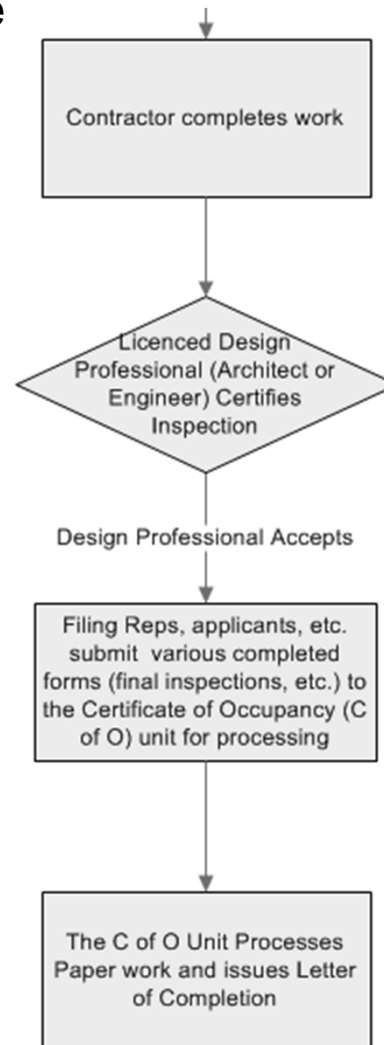 e
Contractor completes work
Licenced Design
Professional (Architect or
Engineer) Certifies
Inspection
Design Professional Accepts
Filing Reps, applicants, etc.
submit various completed
forms (final inspections, etc.) to
the Certificate of Occupancy (C
of O) unit for processing
The C of O Unit Processes
Paper work and issues Letter
of Completion